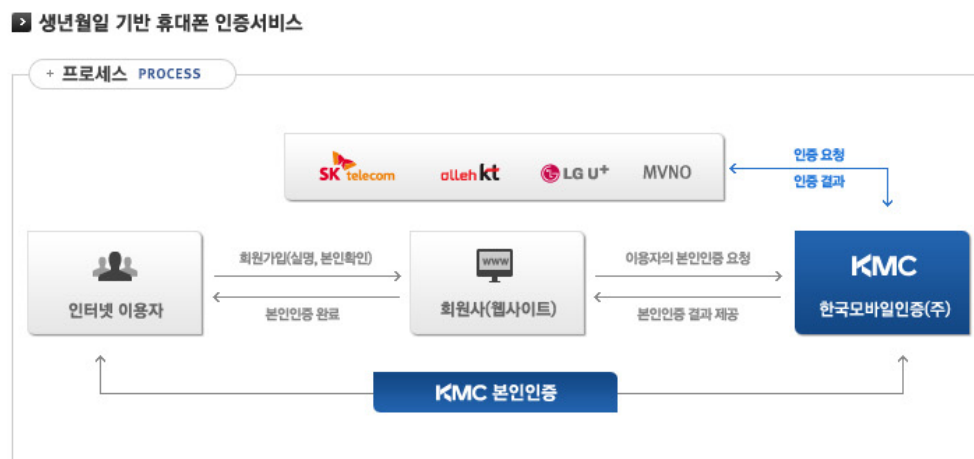 생년월일 기반 휴대폰 인증서비스
+ 프로세스 PROCESS
SK telecom olleh kt LG U+ MVNO
인증 요청
인증 결과
인터넷 이용자
회원가입(실명, 본인확인)
본인인증 완료
www
회원사(웹사이트)
이용자의 본인인증 요청
본인인증 결과 제공
KMC
한국모바일인증(주)
KMC 본인인증